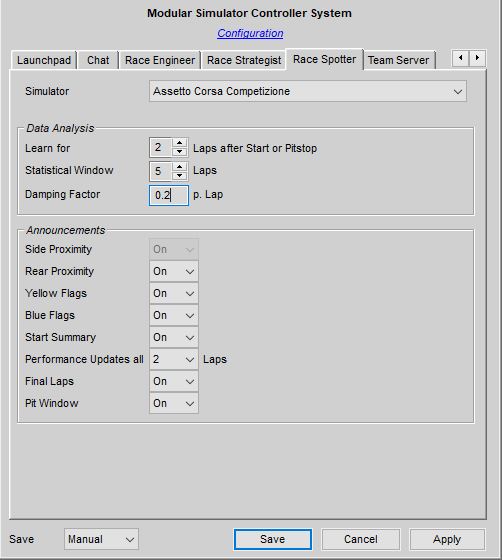 Modular Simulator Controller System
Configuration
Launchpad Chat Race Engineer Race Strategist Race Spotter Team Server
Simulator Assetto Corsa Competizione
Data Analysis
Learn for 2 Laps after Start or Pitstop
Statistical Window 5 Laps
Damping Factor 0.2 p. Lap
Announcements
Side Proximity On
Rear Proximity On
Yellow Flags On
Blue Flags On
Start Summary On
Performance Updates all 2 Laps
Final Laps On
Pit Window On
Save Manual Save Cancel Apply